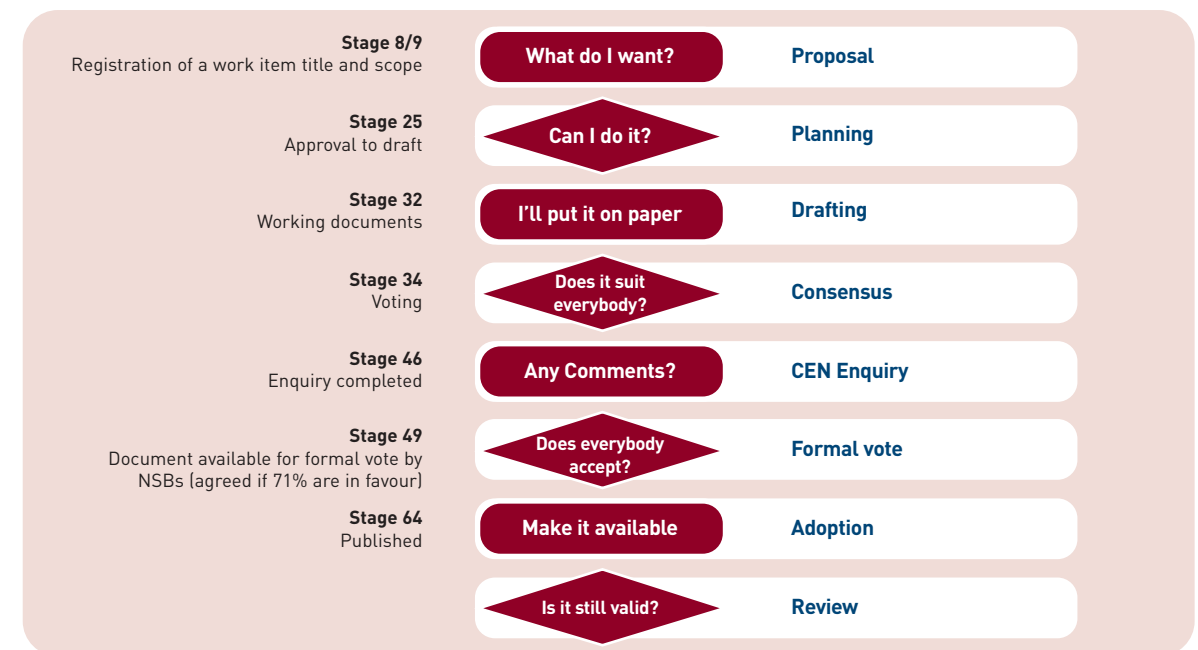 Stage 8/9
Registration of a work item title and scope
What do I want?
Proposal
Stage 25
Approval to draft
Can I do it?
Planning
Stage 32
Working documents
I'll put it on paper
Drafting
Stage 34
Voting
Does it suit
everybody?
Consensus
Stage 46
Enquiry completed
Any Comments?
CEN Enquiry
Stage 49
Document available for formal vote by
NSBs (agreed if 71% are in favour)
Does everybody
accept?
Formal vote
Stage 64
Published
Make it available
Adoption
Is it still valid?
Review